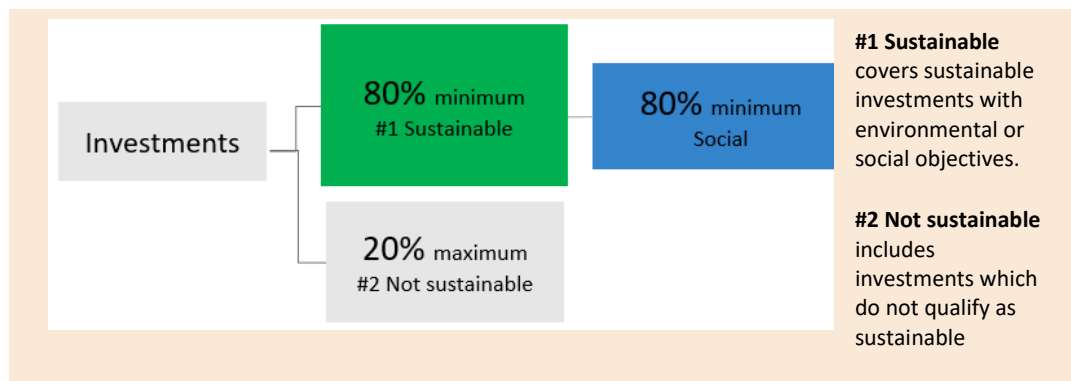 Investments
80% minimum
#1 Sustainable
20% maximum
#2 Not sustainable
80% minimum
Social
#1 Sustainable
covers sustainable
investments with
environmental or
social objectives.
#2 Not sustainable
includes
investments which
do not qualify as
sustainable